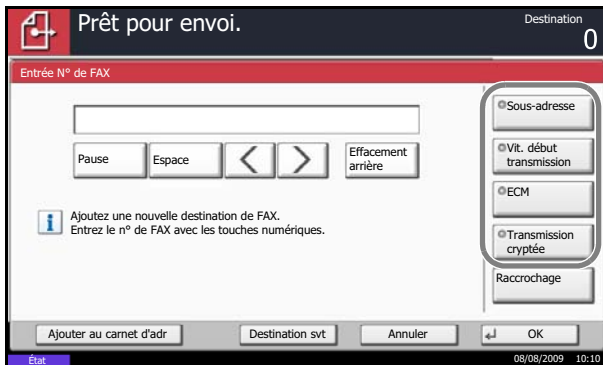 Prêt pour envoi.
Destination
0
Entrée N° de FAX
Pause
Espace
Effacement
arrière
Ajoutez une nouvelle destination de FAX.
Entrez le n° de FAX avec les touches numériques.
Sous-adresse
Vit. début
transmission
ECM
Transmission
cryptée
Raccrochage
Ajouter au carnet d'adr
Destination svt
Annuler
OK
État
08/08/2009 10:10